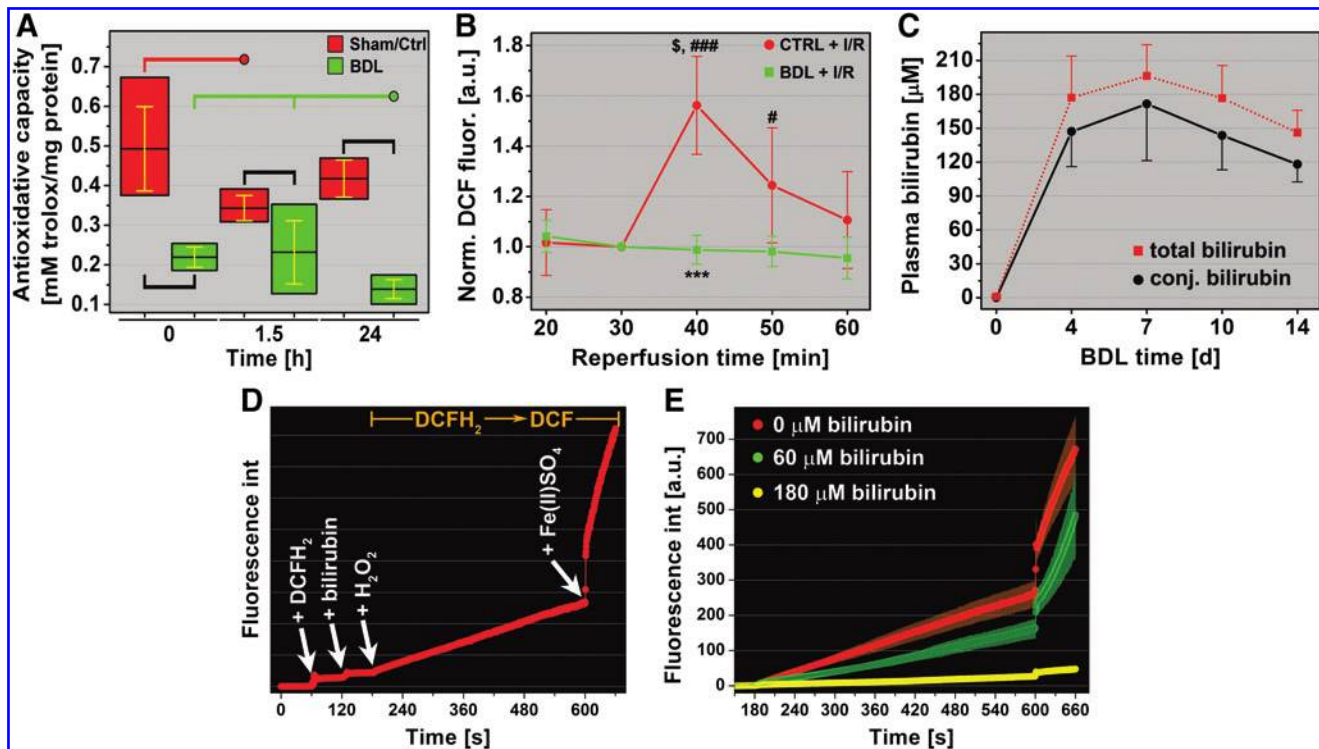 A
Antioxidative capacity
[mM trolox/mg protein]
0.7
0.6
0.5
0.4
0.3
0.2
0.1
Sham/Ctrl
BDL
0
1.5
24
Time [h]
B
Norm. DCF fluor. [a.u.]
1.8
1.6
1.4
1.2
1.0
0.8
$, ###
#
***
CTRL + I/R
BDL + I/R
20
30
40
50
60
Reperfusion time [min]
C
Plasma bilirubin [µM]
210
180
150
120
90
60
30
0
total bilirubin
conj. bilirubin
0
4
7
10
14
BDL time [d]
D
Fluorescence int
DCFH₂ → DCF
+ DCFH₂
+ bilirubin
+ H₂O₂
+ Fe(II)SO₄
0
120
240
360
480
600
Time [s]
E
Fluorescence int [a.u.]
700
600
500
400
300
200
100
0
0 µM bilirubin
60 µM bilirubin
180 µM bilirubin
180
240
300
360
420
480
540
600
660
Time [s]